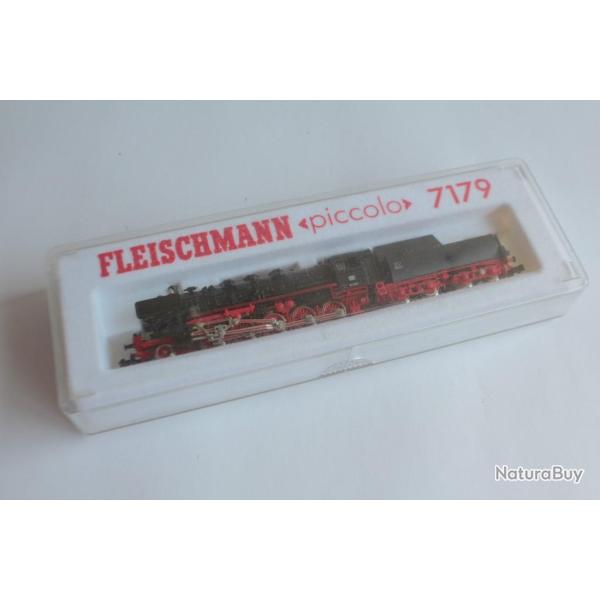 FLEISCHMANN «piccolo» 7179
NaturaBuy